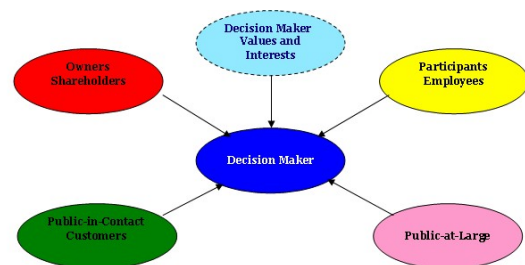 Decision Maker
Values and
Interests
Owners
Shareholders
Participants
Employees
Decision Maker
Public-in-Contact
Customers
Public-at-Large